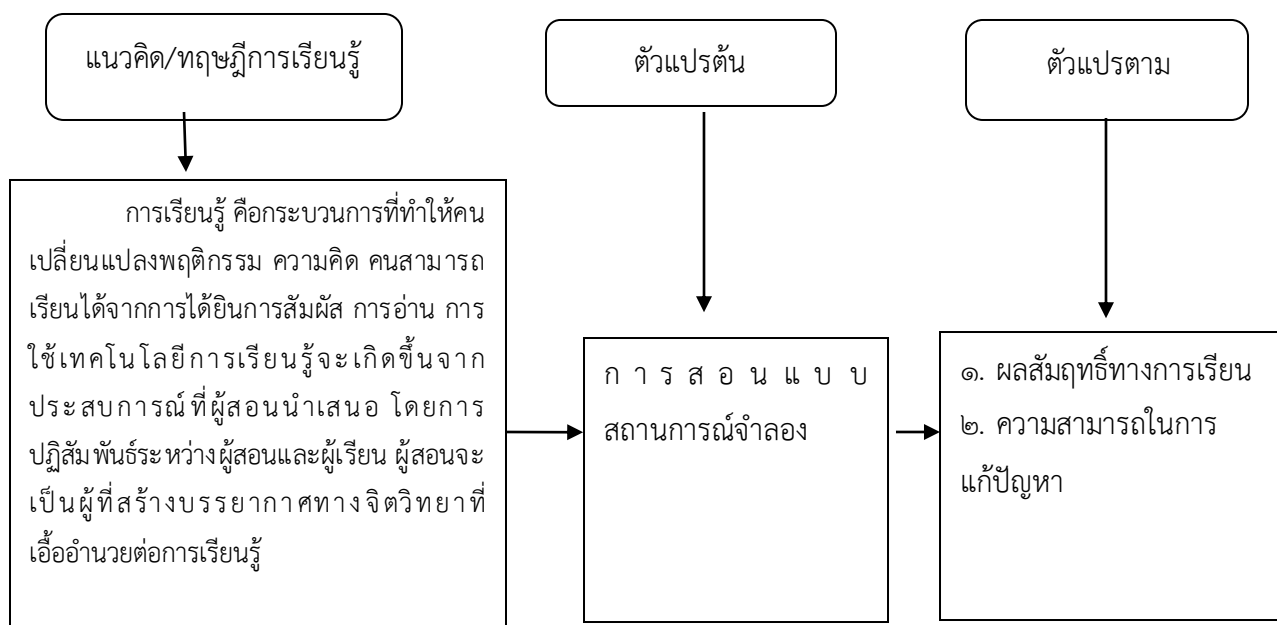 แนวคิด/ทฤษฎีการเรียนรู้
ตัวแปรต้น
ตัวแปรตาม
การเรียนรู้ คือกระบวนการที่ทำให้คน
เปลี่ยนแปลงพฤติกรรม ความคิด คนสามารถ
เรียนได้จากการได้ยินการสัมผัส การอ่าน การ
ใช้เทคโนโลยีการเรียนรู้จะเกิดขึ้นจาก
ประสบการณ์ที่ผู้สอนนำเสนอ โดยการ
ปฏิสัมพันธ์ระหว่างผู้สอนและผู้เรียน ผู้สอนจะ
เป็นผู้ที่สร้างบรรยากาศทางจิตวิทยาที่
เอื้ออำนวยต่อการเรียนรู้
การสอนแบบ
สถานการณ์จำลอง
๑. ผลสัมฤทธิ์ทางการเรียน
๒. ความสามารถในการ
แก้ปัญหา